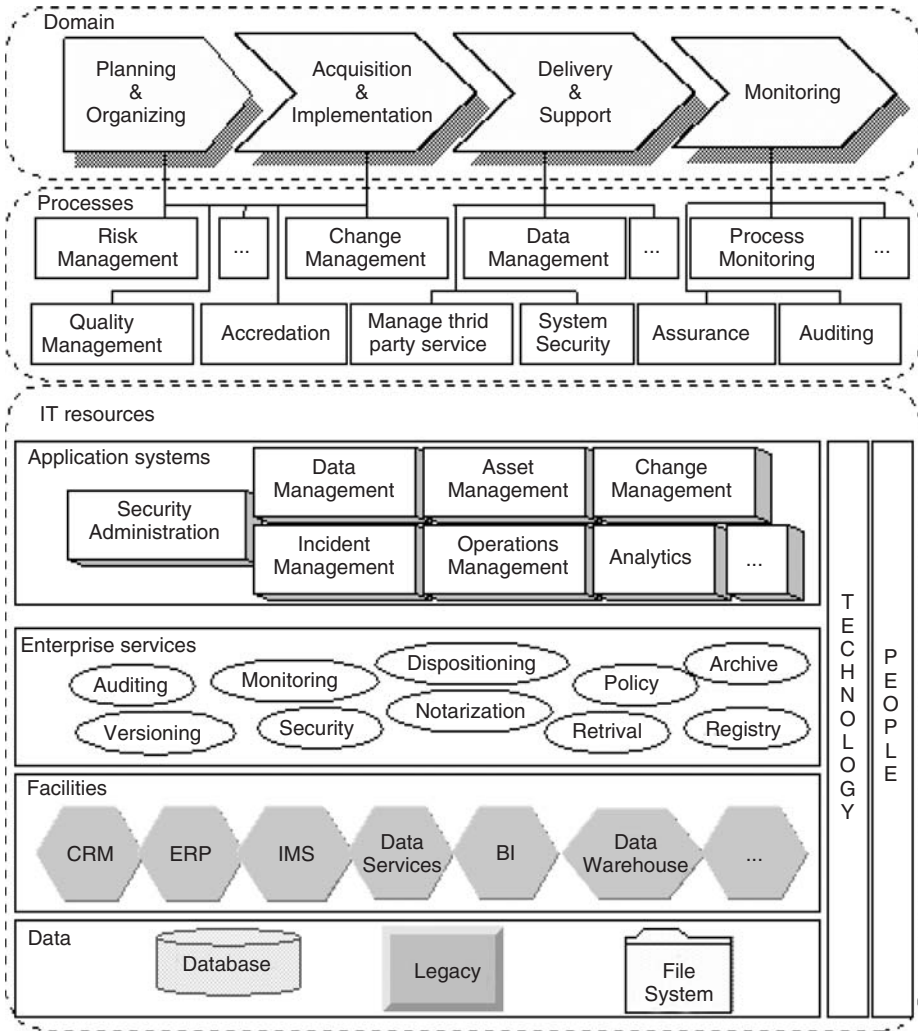 Domain
Planning
&
Organizing
Acquisition
&
Implementation
Delivery
&
Support
Monitoring
Processes
Risk
Management
...
Change
Management
Data
Management
...
Process
Monitoring
...
Quality
Management
Accredation
Manage thrid
party service
System
Security
Assurance
Auditing
IT resources
Application systems
Security
Administration
Data
Management
Asset
Management
Change
Management
Incident
Management
Operations
Management
Analytics
...
Enterprise services
Auditing
Monitoring
Dispositioning
Policy
Archive
Versioning
Security
Notarization
Retrival
Registry
Facilities
CRM
ERP
IMS
Data
Services
BI
Data
Warehouse
...
Data
Database
Legacy
File
System
TECHNOLOGY
PEOPLE